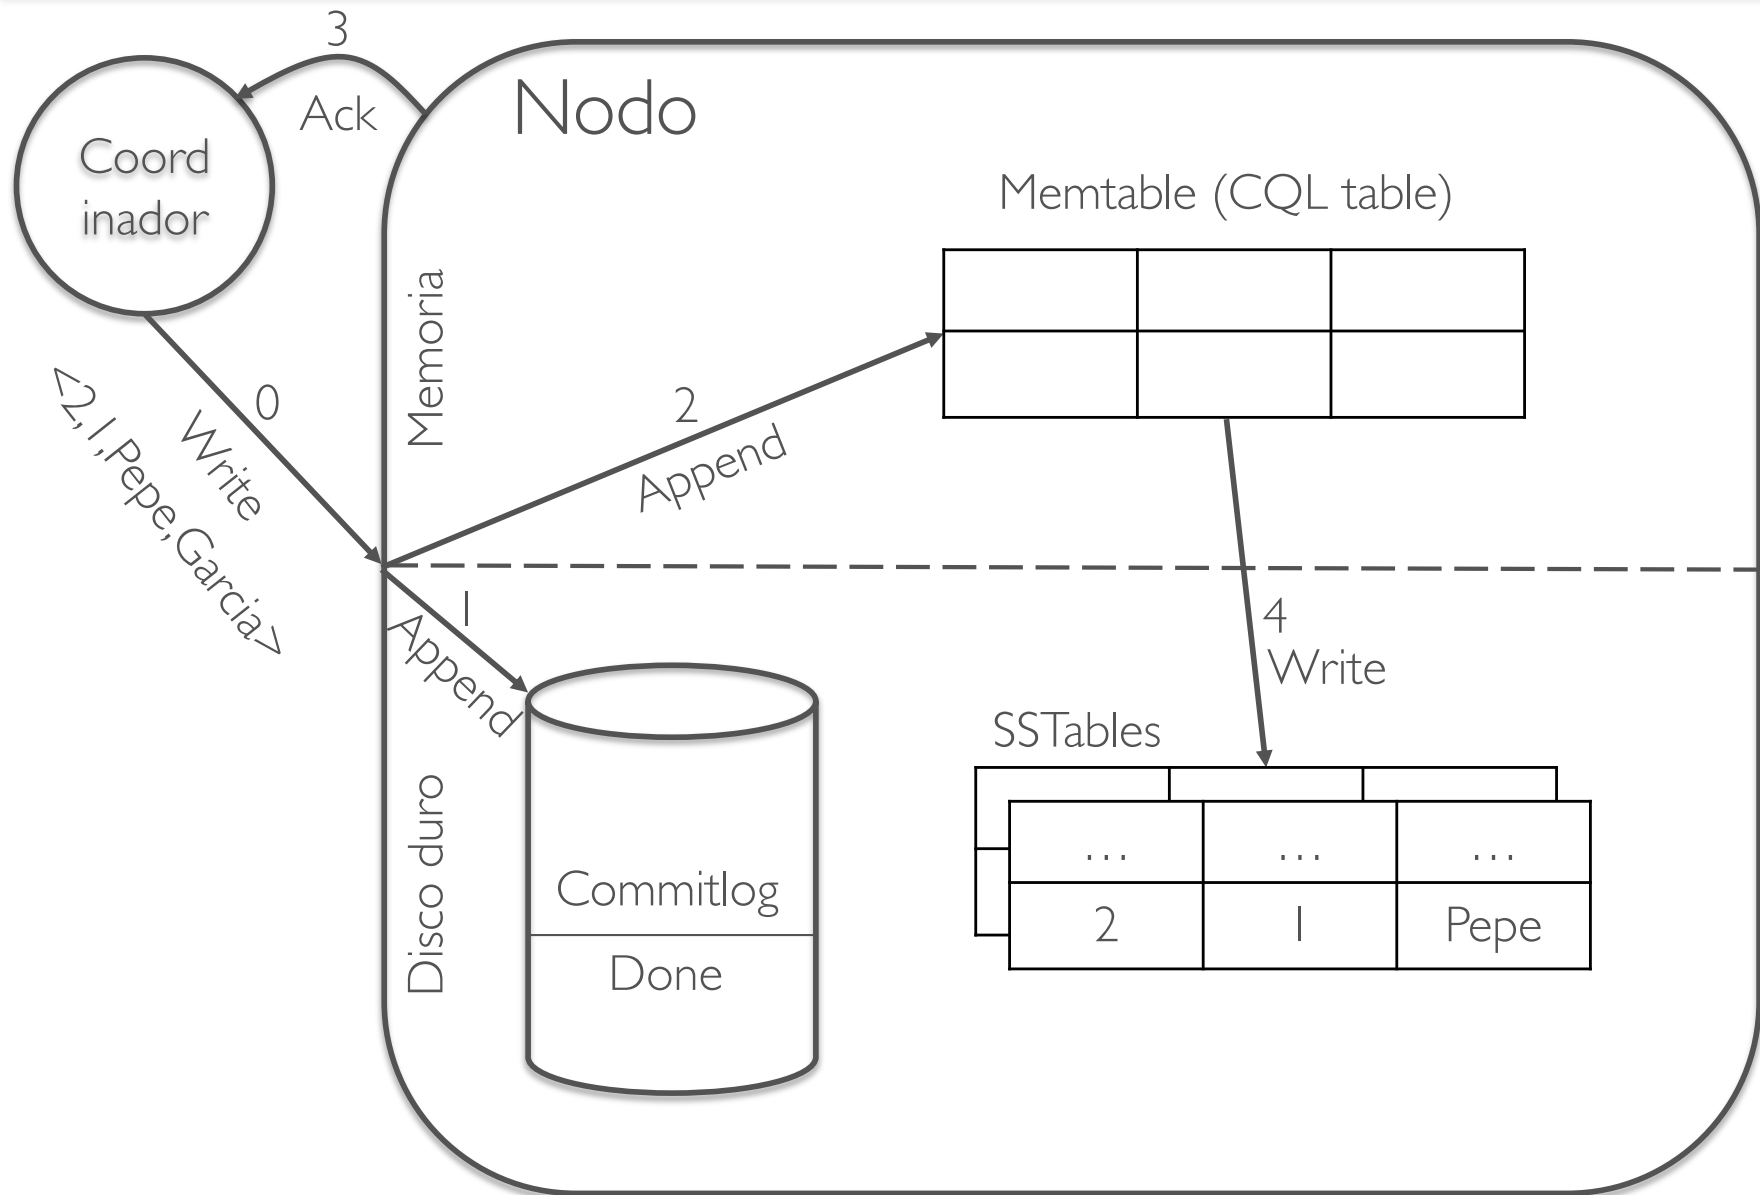 3
Ack
Nodo
Coord
inador
Memtable (CQL table)
Memoria
0
Write
<2,1,Pepe,Garcia>
2
Append
1
Append
4
Write
SSTables
Disco duro
Commitlog
Done
... ... ...
2 1 Pepe